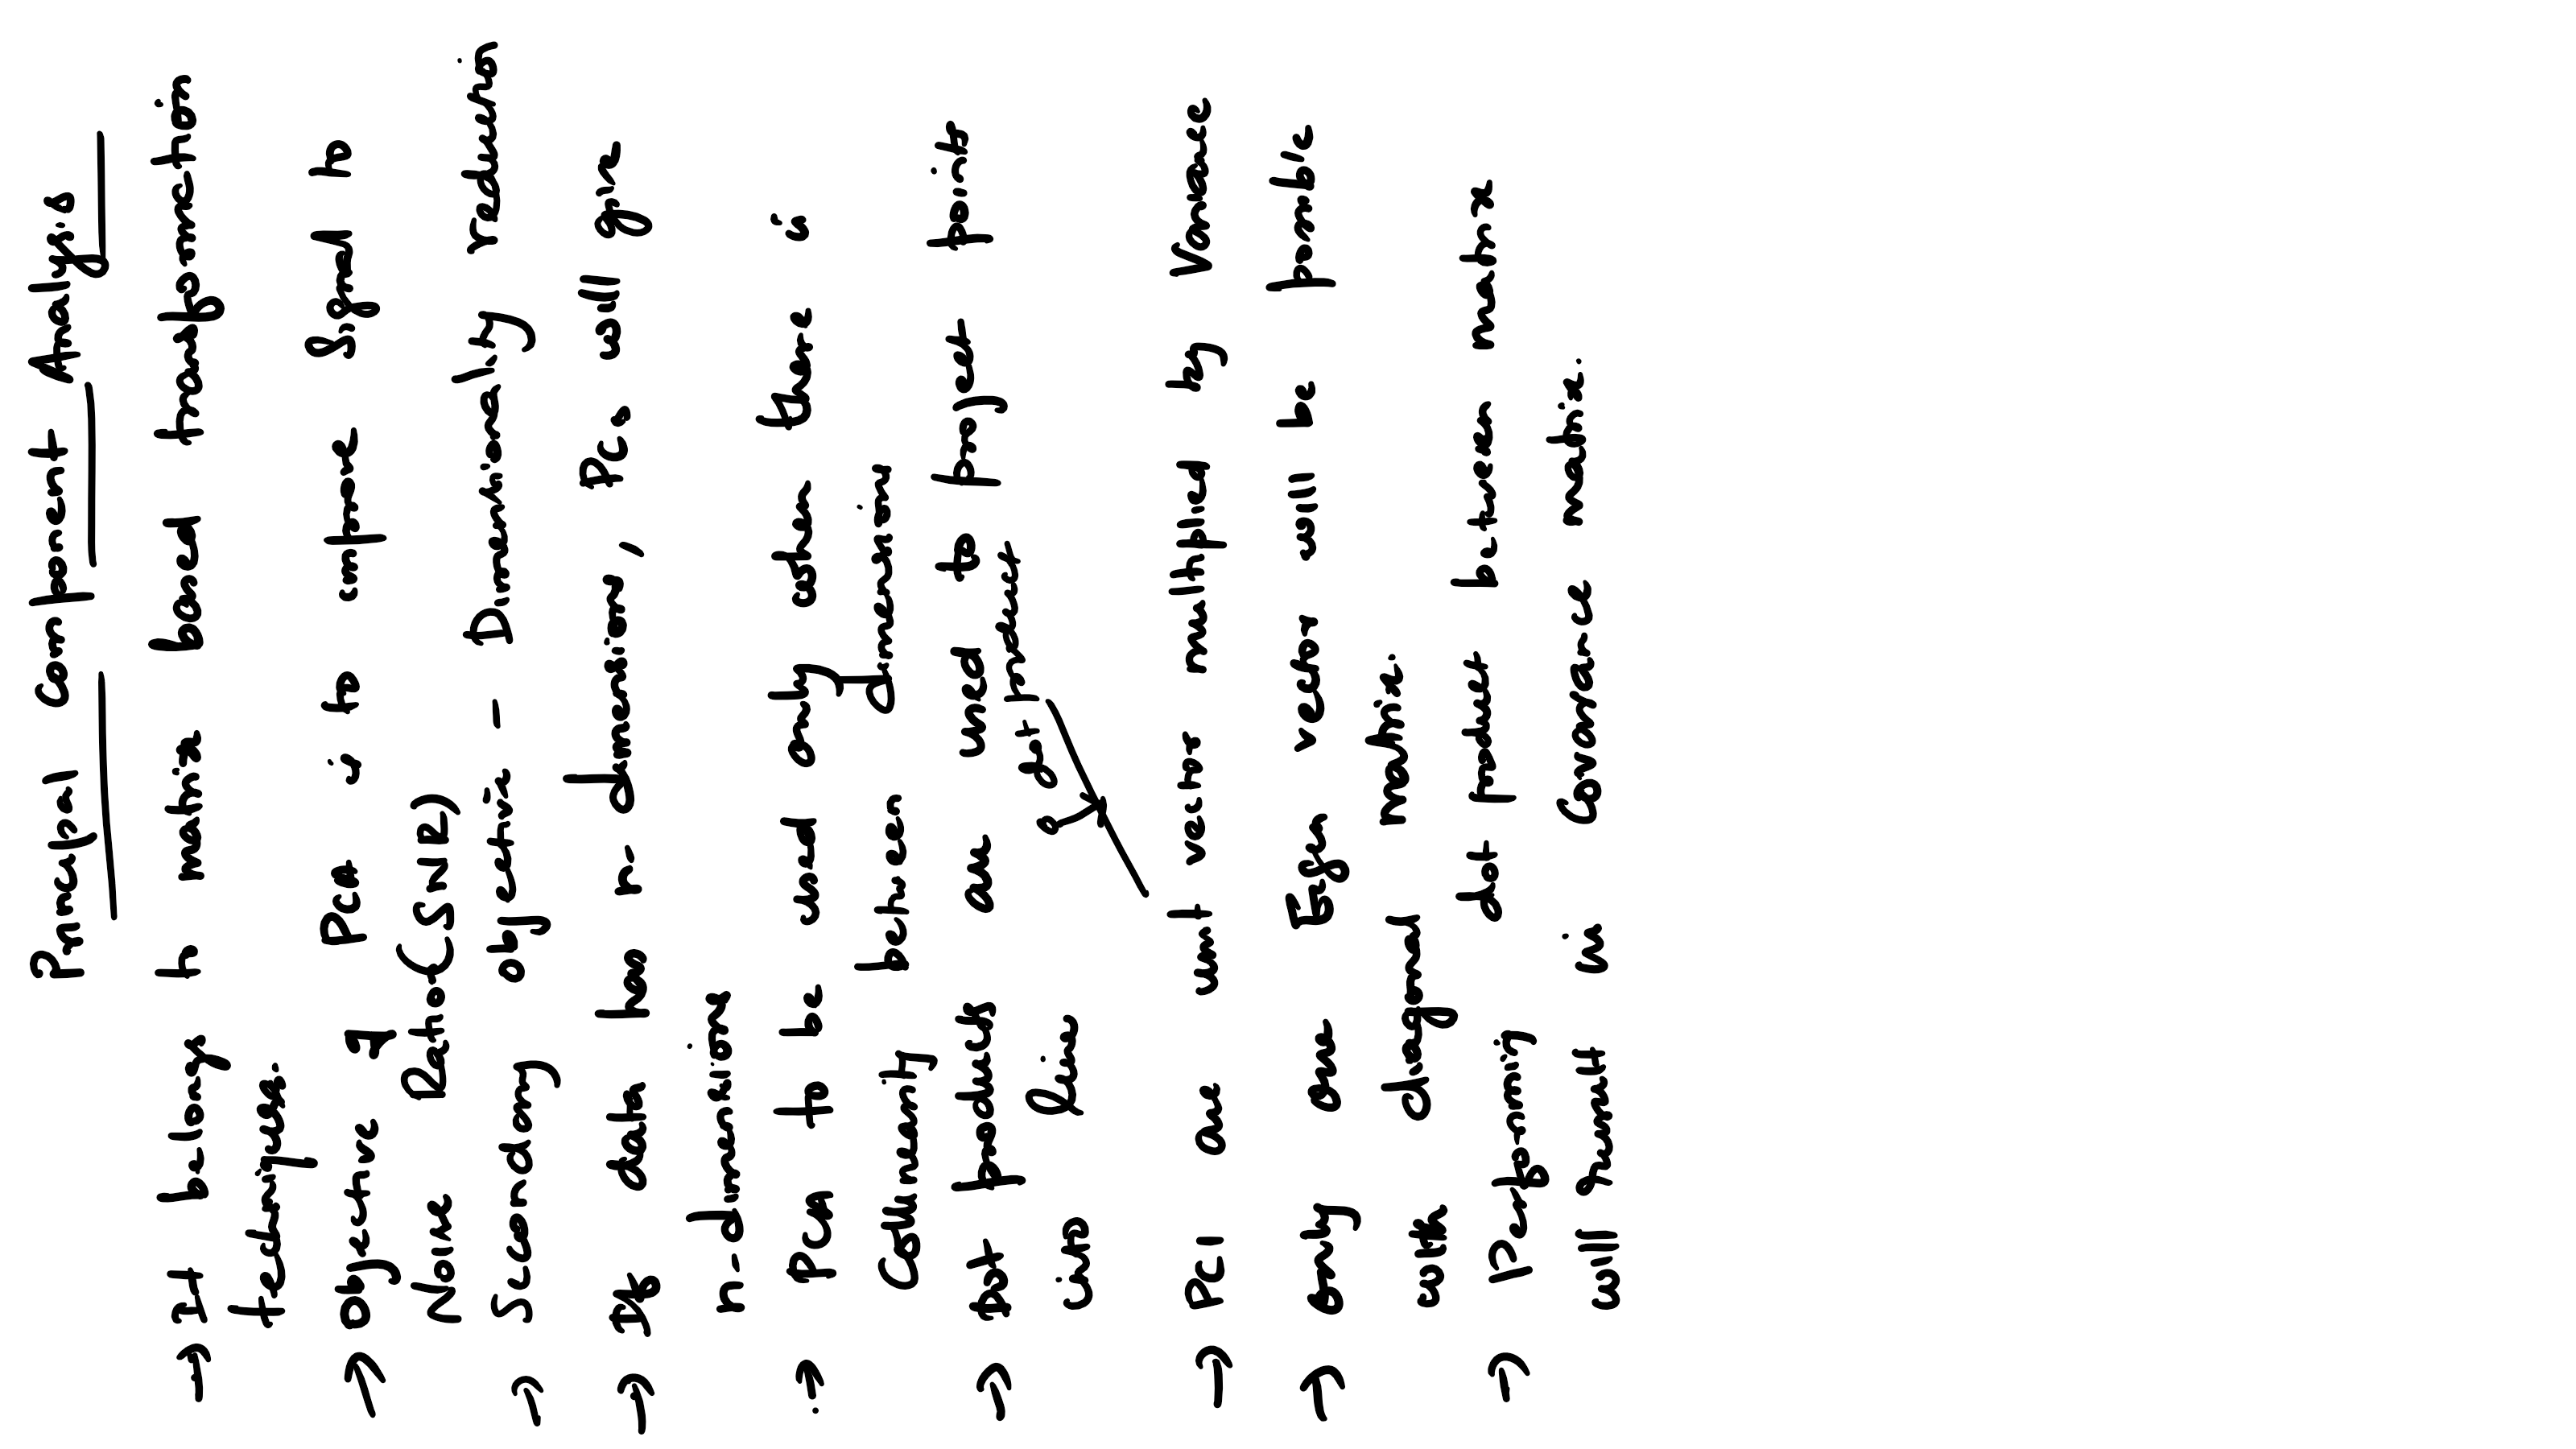 Principal Component Analysis
→ It belongs to matrix based transformation
techniques.
→ Objective of PCA is to improve Signal to
Noise Ratio (SNR)
→ Secondary objective - Dimensionality reduction
→ If data has n-dimensions, PCs will give
n-dimensions
→ PCA to be used only when there is
Collinearity between dimensions
→ Dot products are used to project points
into line
dot product
→ PC1 are unit vector multiplied by Variance
→ Only one Eigen vector will be possible
with diagonal matrix.
→ Performing dot product between matrix
will result in Covariance matrix.